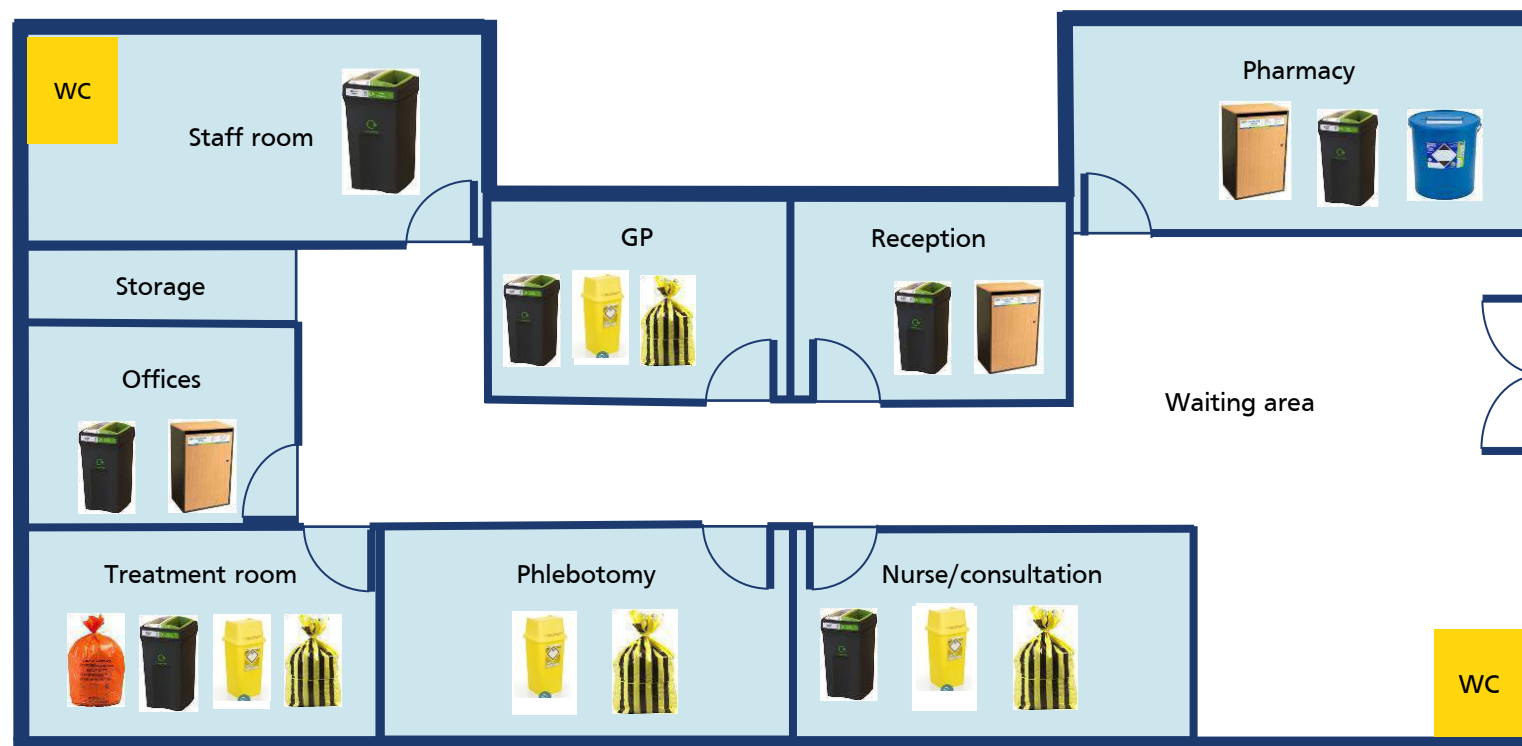 WC
Staff room
Pharmacy
GP
Reception
Storage
Offices
Waiting area
Treatment room
Phlebotomy
Nurse/consultation
WC